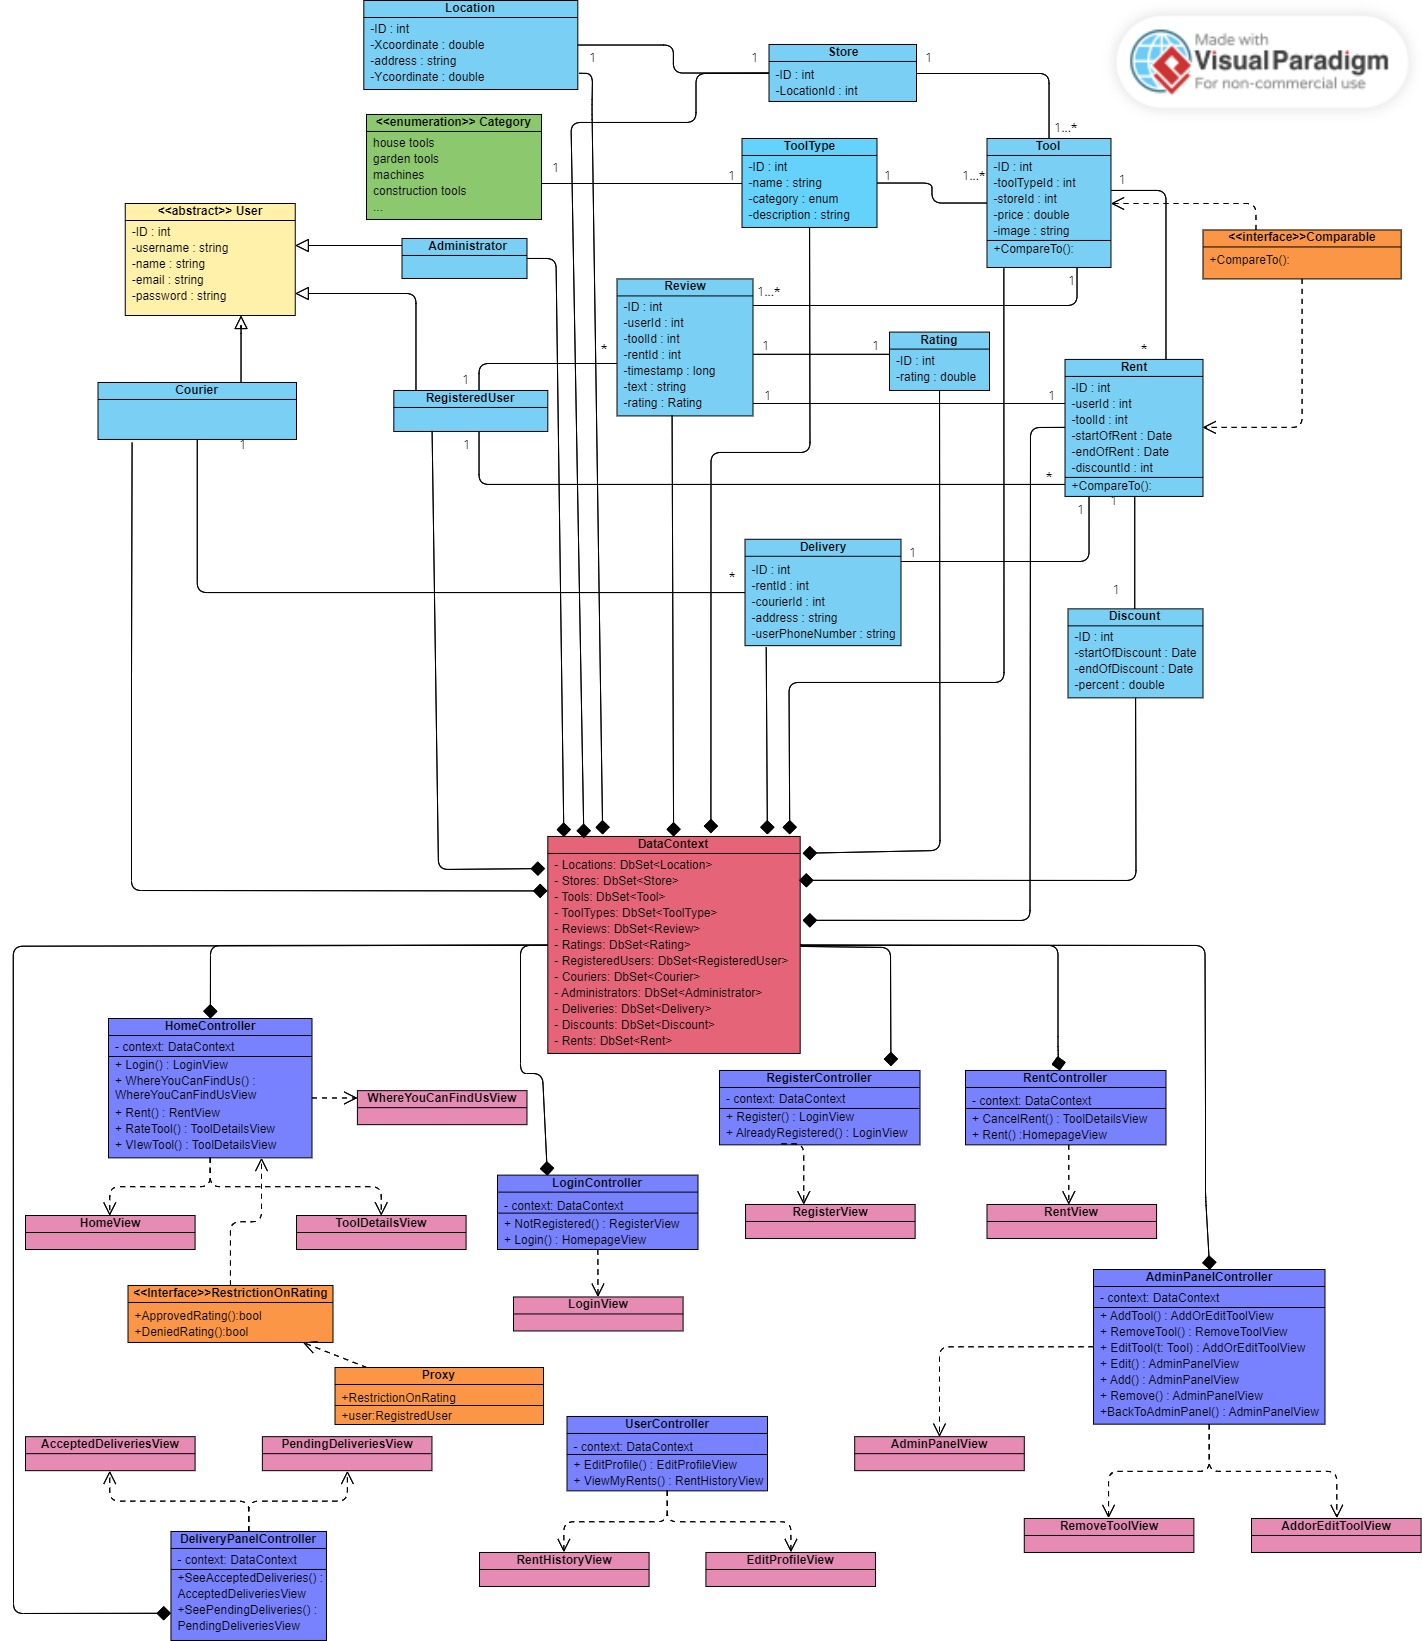 Location
-ID : int
-Xcoordinate : double
-address : string
-Ycoordinate : double
1
1
Store
-ID : int
-LocationId : int
1
1...*
Made with
VisualParadigm
For non-commercial use
<<enumeration>> Category
house tools
garden tools
machines
construction tools
...
1
1
ToolType
-ID : int
-name : string
-category : enum
-description : string
1
1...*
Tool
-ID : int
-toolTypeId : int
-storeId : int
-price : double
-image : string
+CompareTo():
1
1
<<interface>>Comparable
+CompareTo():
<<abstract>> User
-ID : int
-username : string
-name : string
-email : string
-password : string
Administrator
Review
-ID : int
-userId : int
-toolId : int
-rentId : int
-timestamp : long
-text : string
-rating : Rating
1...*
*
1
1
1
Rating
-ID : int
-rating : double
*
1
Rent
-ID : int
-userId : int
-toolId : int
-startOfRent : Date
-endOfRent : Date
-discountId : int
+CompareTo():
Courier
1
1
RegisteredUser
1
*
1
1
Delivery
-ID : int
-rentId : int
-courierId : int
-address : string
-userPhoneNumber : string
*
1
1
Discount
-ID : int
-startOfDiscount : Date
-endOfDiscount : Date
-percent : double
DataContext
- Locations: DbSet<Location>
- Stores: DbSet<Store>
- Tools: DbSet<Tool>
- ToolTypes: DbSet<ToolType>
- Reviews: DbSet<Review>
- Ratings: DbSet<Rating>
- RegisteredUsers: DbSet<RegisteredUser>
- Couriers: DbSet<Courier>
- Administrators: DbSet<Administrator>
- Deliveries: DbSet<Delivery>
- Discounts: DbSet<Discount>
- Rents: DbSet<Rent>
HomeController
- context: DataContext
+ Login() : LoginView
+ WhereYouCanFindUs() :
WhereYouCanFindUsView
+ Rent() : RentView
+ RateTool() : ToolDetailsView
+ VIewTool() : ToolDetailsView
WhereYouCanFindUsView
HomeView
ToolDetailsView
LoginController
- context: DataContext
+ NotRegistered() : RegisterView
+ Login() : HomepageView
LoginView
RegisterController
- context: DataContext
+ Register() : LoginView
+ AlreadyRegistered() : LoginView
RegisterView
RentController
- context: DataContext
+ CancelRent() : ToolDetailsView
+ Rent() :HomepageView
RentView
<<Interface>>RestrictionOnRating
+ApprovedRating():bool
+DeniedRating():bool
Proxy
+RestrictionOnRating
+user:RegistredUser
AdminPanelController
- context: DataContext
+ AddTool() : AddOrEditToolView
+ RemoveTool() : RemoveToolView
+ EditTool(t: Tool) : AddOrEditToolView
+ Edit() : AdminPanelView
+ Add() : AdminPanelView
+ Remove() : AdminPanelView
+BackToAdminPanel() : AdminPanelView
AdminPanelView
RemoveToolView
AddorEditToolView
UserController
- context: DataContext
+ EditProfile() : EditProfileView
+ ViewMyRents() : RentHistoryView
RentHistoryView
EditProfileView
AcceptedDeliveriesView
PendingDeliveriesView
DeliveryPanelController
- context: DataContext
+SeeAcceptedDeliveries() :
AcceptedDeliveriesView
+SeePendingDeliveries() :
PendingDeliveriesView